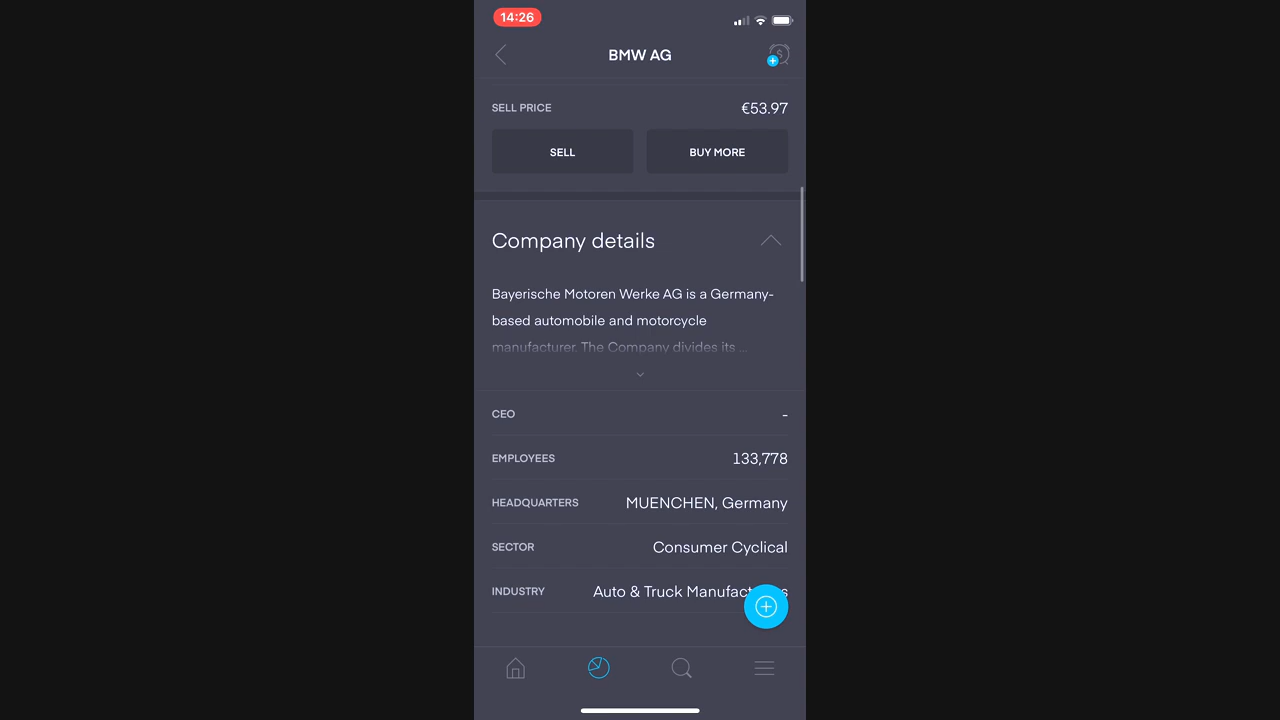 14:26
BMW AG
SELL PRICE €53.97
SELL BUY MORE
Company details
Bayerische Motoren Werke AG is a Germany-
based automobile and motorcycle
manufacturer. The Company divides its ...
CEO -
EMPLOYEES 133,778
HEADQUARTERS MUENCHEN, Germany
SECTOR Consumer Cyclical
INDUSTRY Auto & Truck